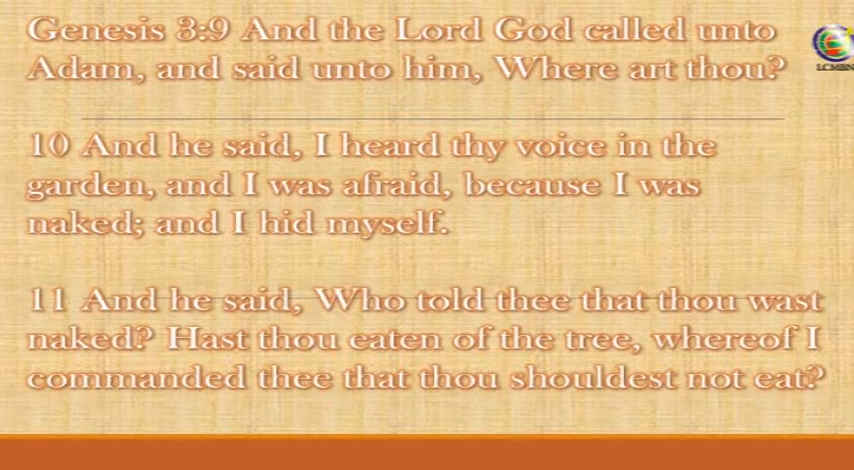 Genesis 3:9 And the Lord God called unto
Adam, and said unto him, Where art thou?
LCMBN
10 And he said, I heard thy voice in the
garden, and I was afraid, because I was
naked; and I hid myself.
11 And he said, Who told thee that thou wast
naked? Hast thou eaten of the tree, whereof I
commanded thee that thou shouldest not eat?